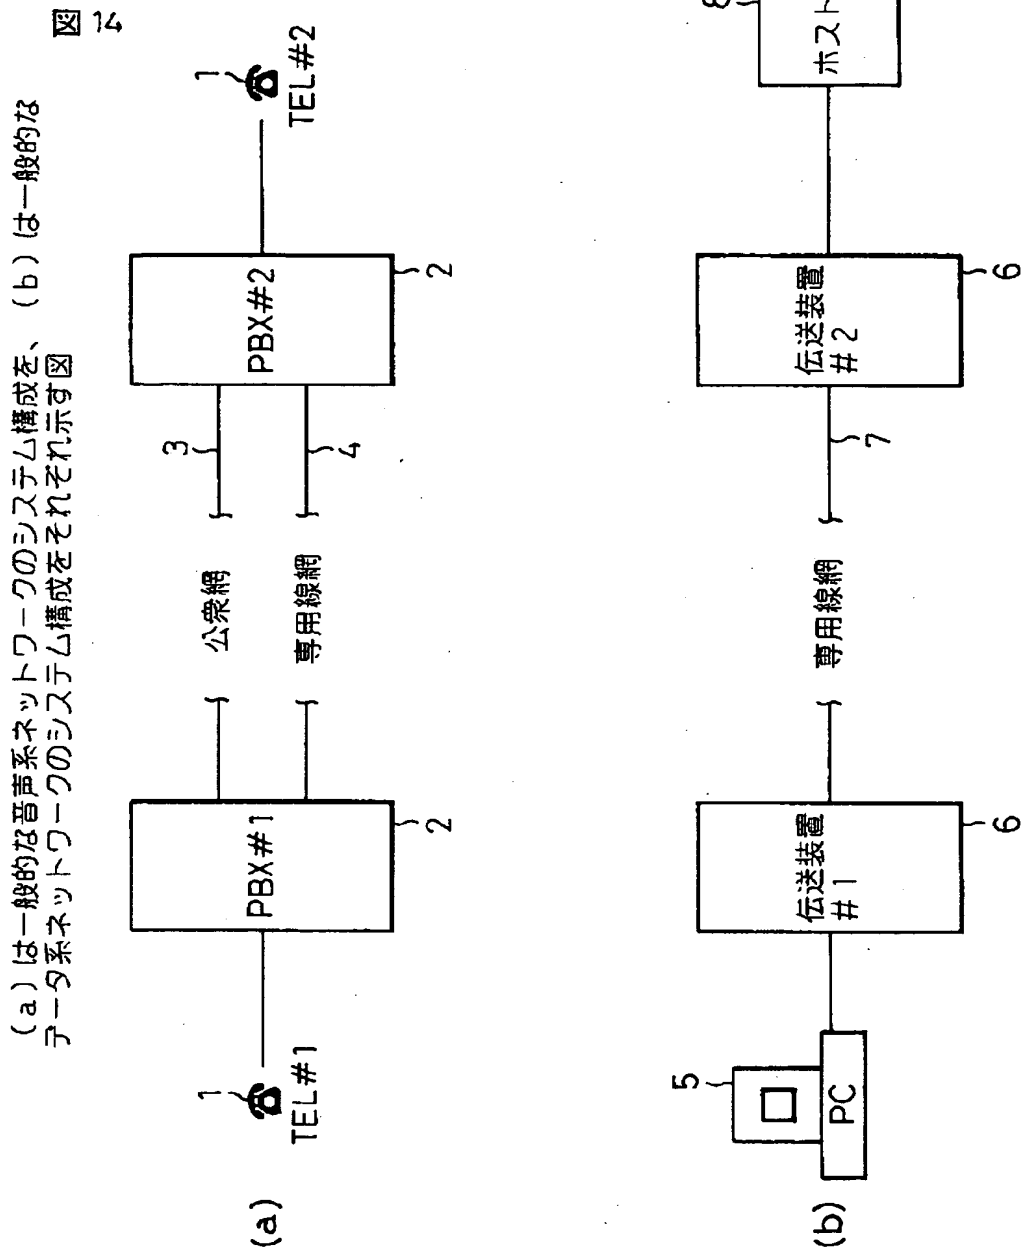 図14
(a)は一般的な音声系ネットワークのシステム構成を、(b)は一般的な
データ系ネットワークのシステム構成をそれぞれ示す図
(a)
1
TEL#1
PBX#1
2
公衆網
専用線網
3
4
PBX#2
2
1
TEL#2
(b)
5
PC
伝送装置
#1
6
専用線網
7
伝送装置
#2
6
8
ホスト